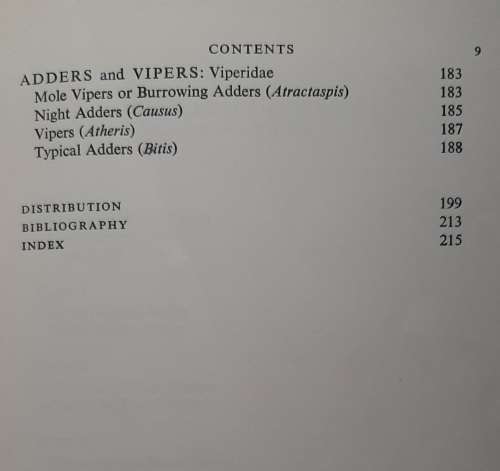 CONTENTS 9
ADDERS and VIPERS: Viperidae 183
Mole Vipers or Burrowing Adders (Atractaspis) 183
Night Adders (Causus) 185
Vipers (Atheris) 187
Typical Adders (Bitis) 188
DISTRIBUTION 199
BIBLIOGRAPHY 213
INDEX 215